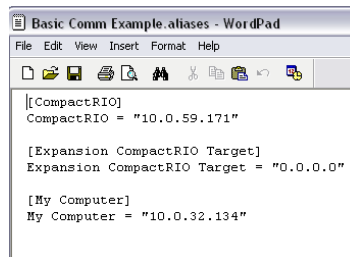 Basic Comm Example.aliases - WordPad
File Edit View Insert Format Help
[CompactRIO]
CompactRIO = "10.0.59.171"
[Expansion CompactRIO Target]
Expansion CompactRIO Target = "0.0.0.0"
[My Computer]
My Computer = "10.0.32.134"